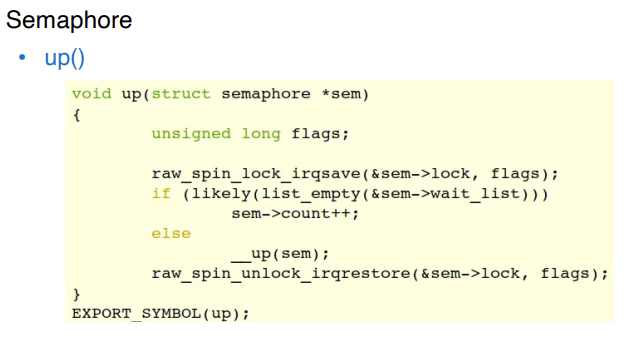 Semaphore
• up()
void up(struct semaphore *sem)
{
        unsigned long flags;

        raw_spin_lock_irqsave(&sem->lock, flags);
        if (likely(list_empty(&sem->wait_list)))
                sem->count++;
        else
                __up(sem);
        raw_spin_unlock_irqrestore(&sem->lock, flags);
}
EXPORT_SYMBOL(up);